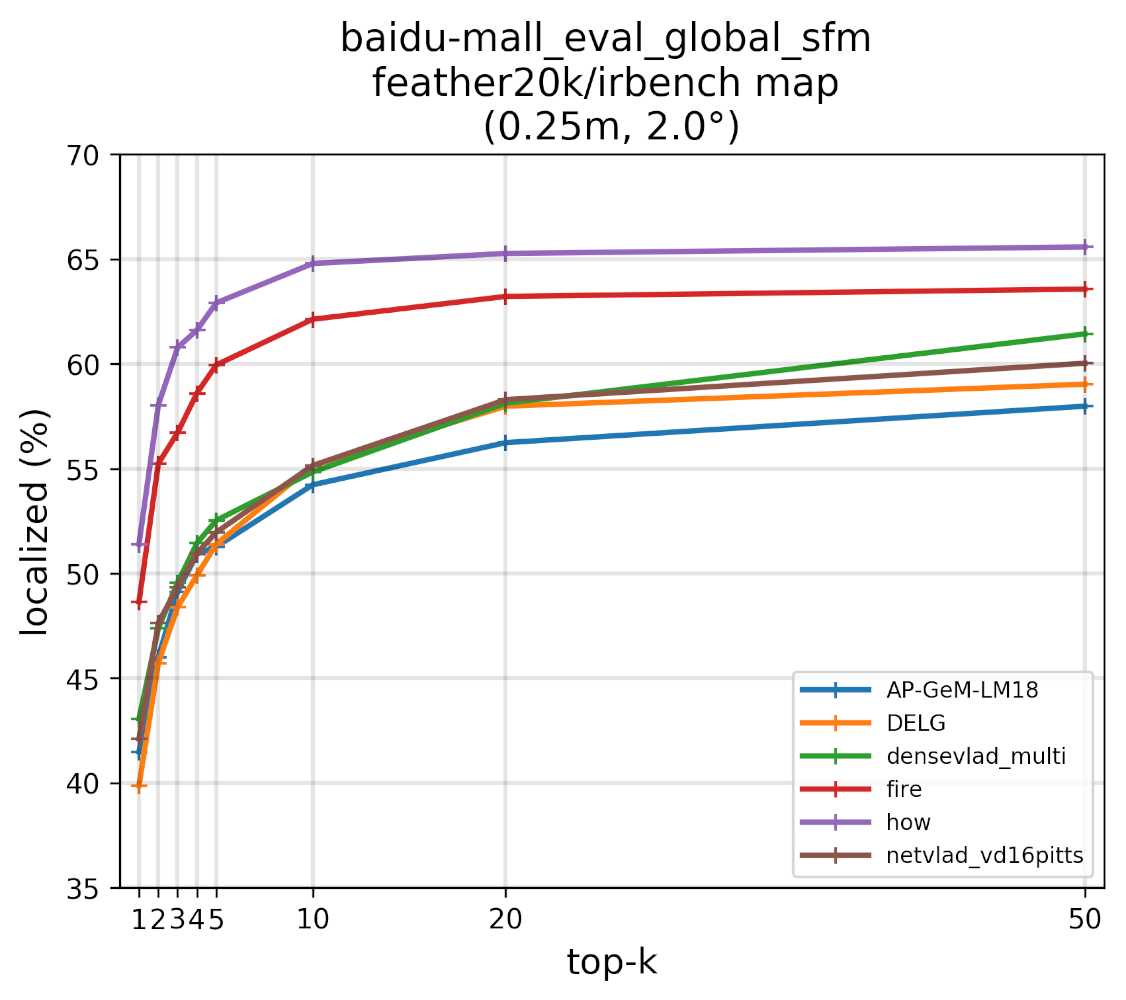 baidu-mall_eval_global_sfm
feather20k/irbench map
(0.25m, 2.0°)
70
65
60
55
50
45
40
35
localized (%)
AP-GeM-LM18
DELG
densevlad_multi
fire
how
netvlad_vd16pitts
1 2 3 4 5 10 20 50
top-k